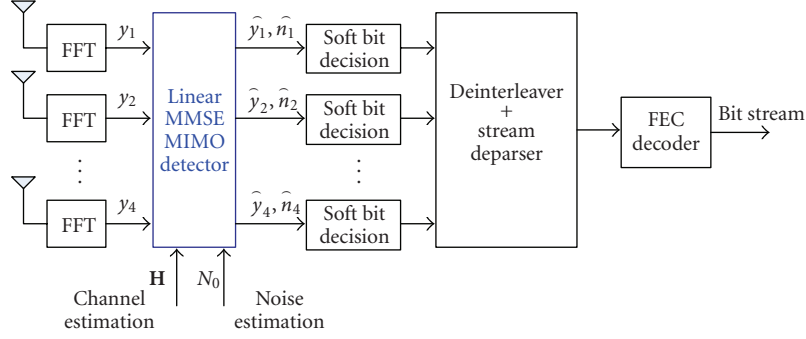 FFT
y₁
ŷ₁, n̂₁
Soft bit
decision
FFT
y₂
Linear
MMSE
MIMO
detector
ŷ₂, n̂₂
Soft bit
decision
Deinterleaver
+
stream
deparser
FEC
decoder
Bit stream
⋮
⋮
FFT
y₄
ŷ₄, n̂₄
Soft bit
decision
H
N₀
Channel
estimation
Noise
estimation